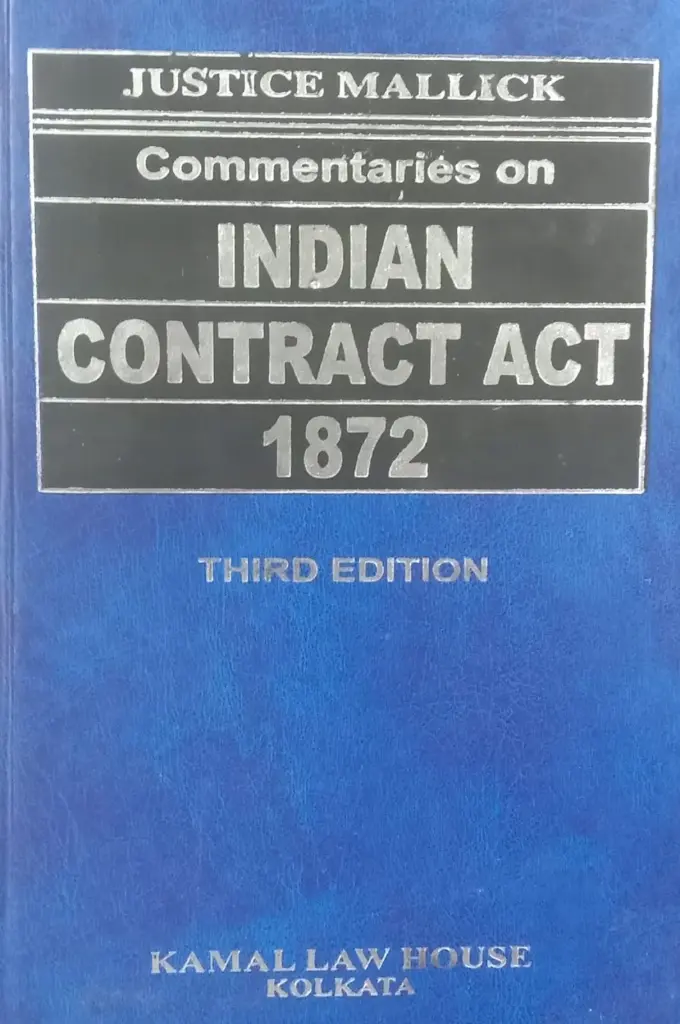 JUSTICE MALLICK
Commentaries on
INDIAN
CONTRACT ACT
1872
THIRD EDITION
KAMAL LAW HOUSE
KOLKATA